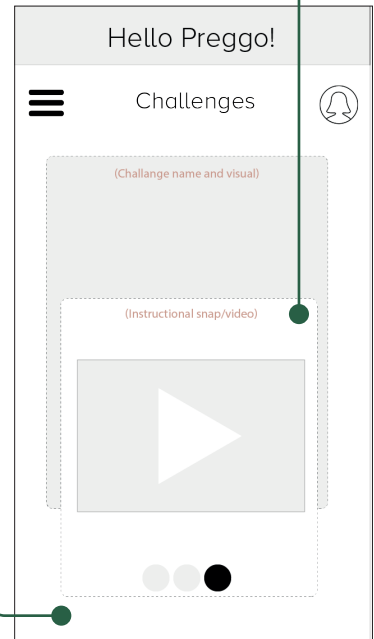 Hello Preggo!
Challenges
(Challange name and visual)
(Instructional snap/video)